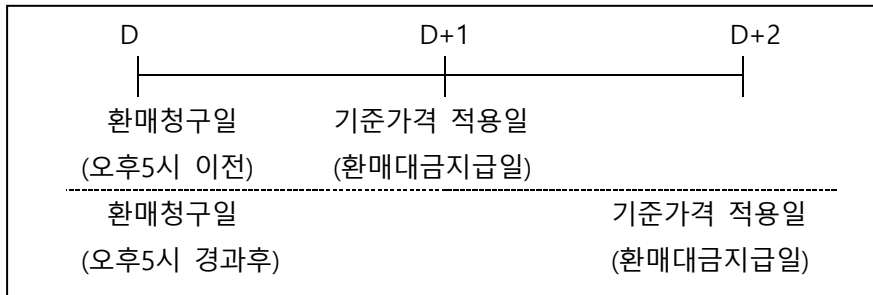 D D+1 D+2
환매청구일 기준가격 적용일
(오후5시 이전) (환매대금지급일)
환매청구일 기준가격 적용일
(오후5시 경과후) (환매대금지급일)